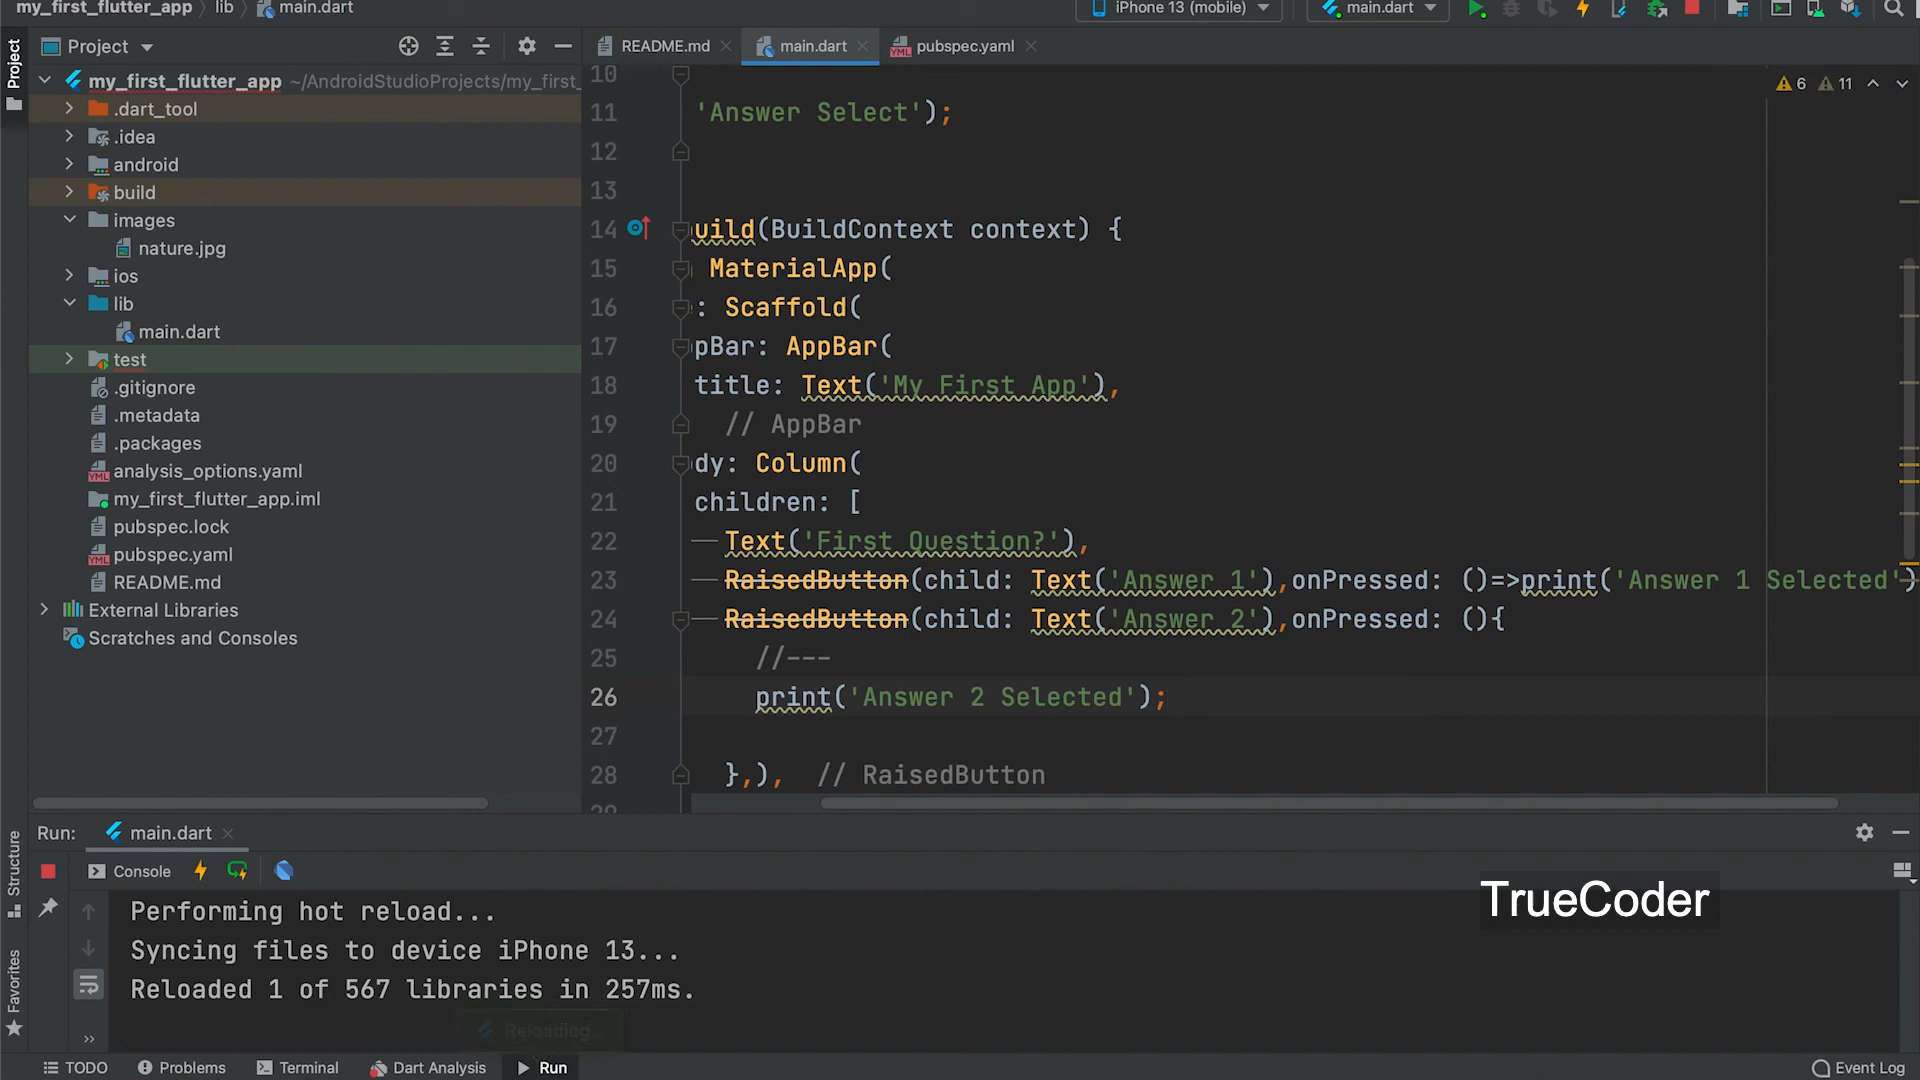 my_first_flutter_app lib main.dart iPhone 13 (mobile) main.dart
Project README.md main.dart pubspec.yaml
Project
my_first_flutter_app ~/AndroidStudioProjects/my_first_
.dart_tool
.idea
android
build
images
nature.jpg
ios
lib
main.dart
test
.gitignore
.metadata
.packages
analysis_options.yaml
my_first_flutter_app.iml
pubspec.lock
pubspec.yaml
README.md
External Libraries
Scratches and Consoles
6 11
10
11 'Answer Select');
12
13
14 uild(BuildContext context) {
15 MaterialApp(
16 : Scaffold(
17 pBar: AppBar(
18 title: Text('My First App'),
19 // AppBar
20 dy: Column(
21 children: [
22 Text('First Question?'),
23 RaisedButton(child: Text('Answer 1'),onPressed: ()=>print('Answer 1 Selected')
24 RaisedButton(child: Text('Answer 2'),onPressed: (){
25 //---
26 print('Answer 2 Selected');
27
28 },), // RaisedButton
29
Run: main.dart
Structure
Console
Favorites
Performing hot reload...
Syncing files to device iPhone 13...
Reloaded 1 of 567 libraries in 257ms.
Reloading...
TrueCoder
TODO Problems Terminal Dart Analysis Run Event Log